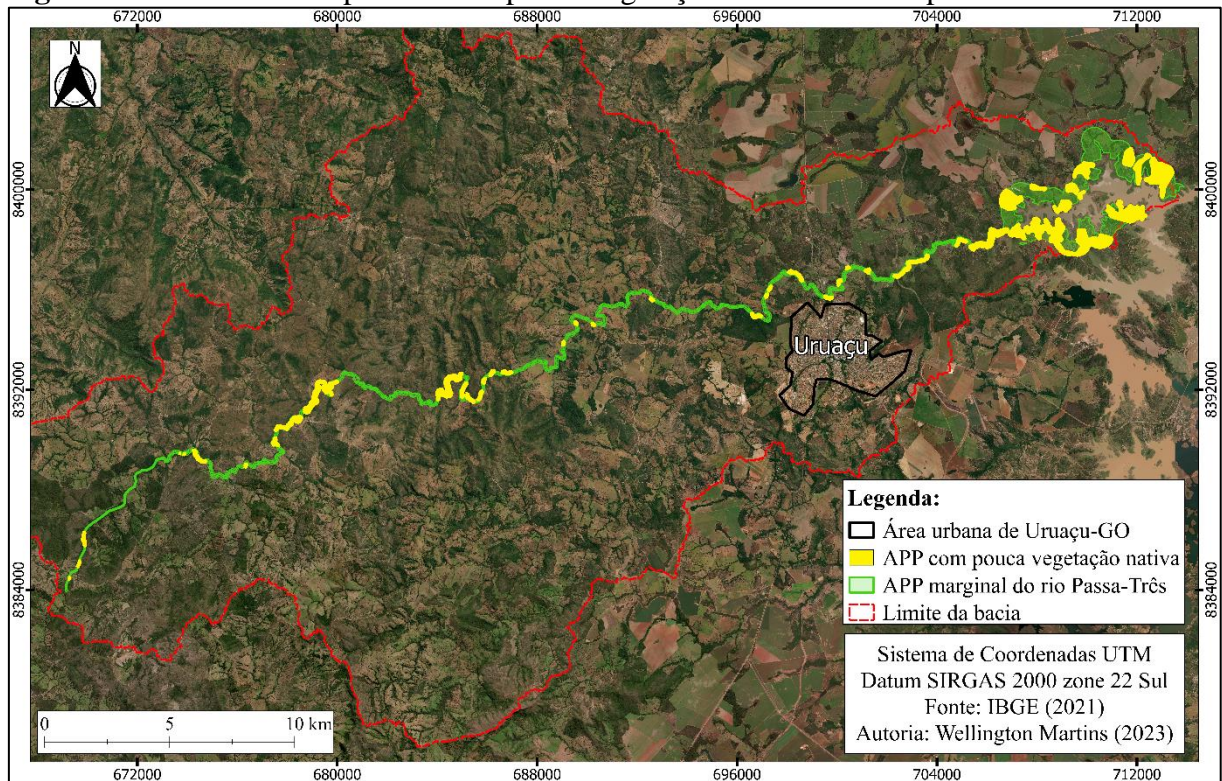 672000 680000 688000 696000 704000 712000
N
8400000 8400000
Uruaçu
8392000 8392000
8384000 8384000
Legenda:
Área urbana de Uruaçu-GO
APP com pouca vegetação nativa
APP marginal do rio Passa-Três
Limite da bacia
Sistema de Coordenadas UTM
Datum SIRGAS 2000 zone 22 Sul
Fonte: IBGE (2021)
Autoria: Wellington Martins (2023)
0 5 10 km
672000 680000 688000 696000 704000 712000